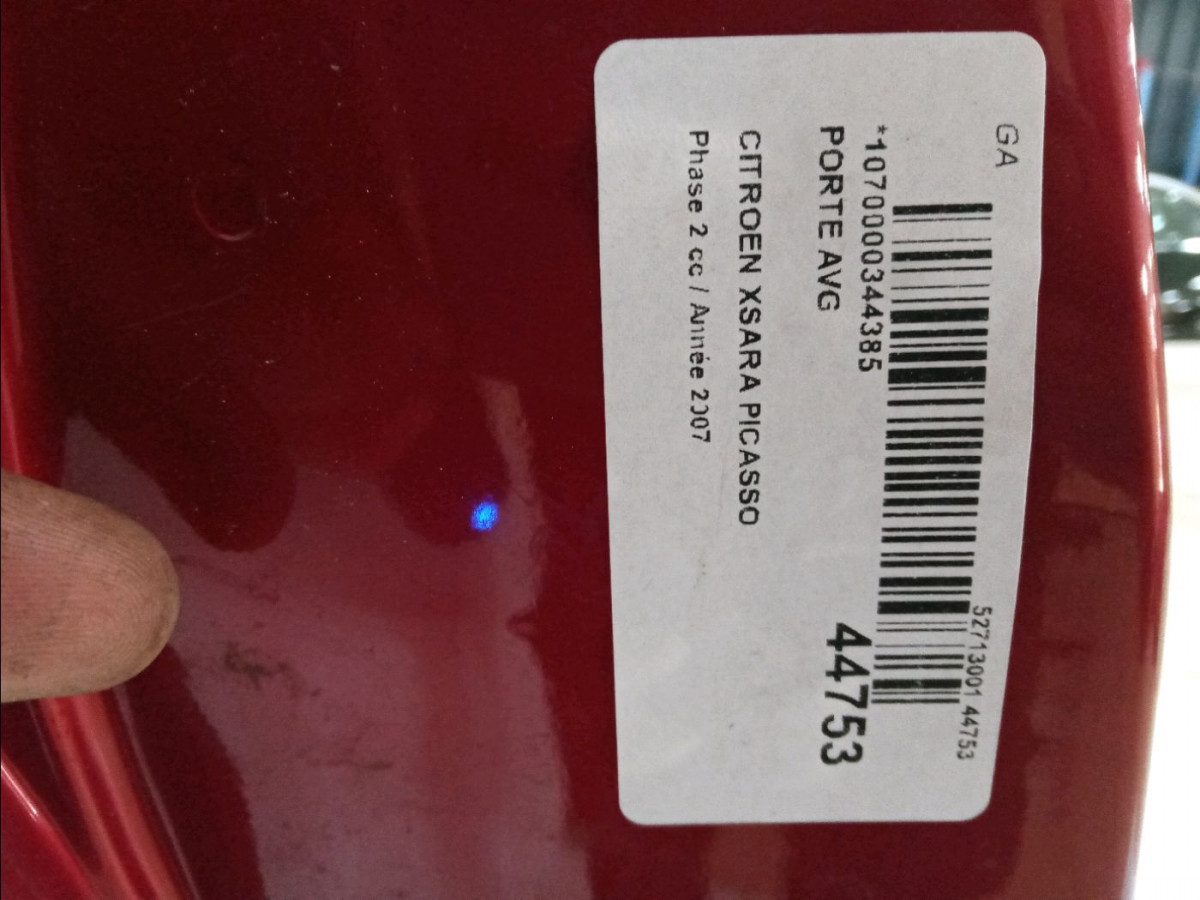 GA
52713001 44753
*1070000344385
PORTE AVG
44753
CITROEN XSARA PICASSO
Phase 2 cc / Année 2007